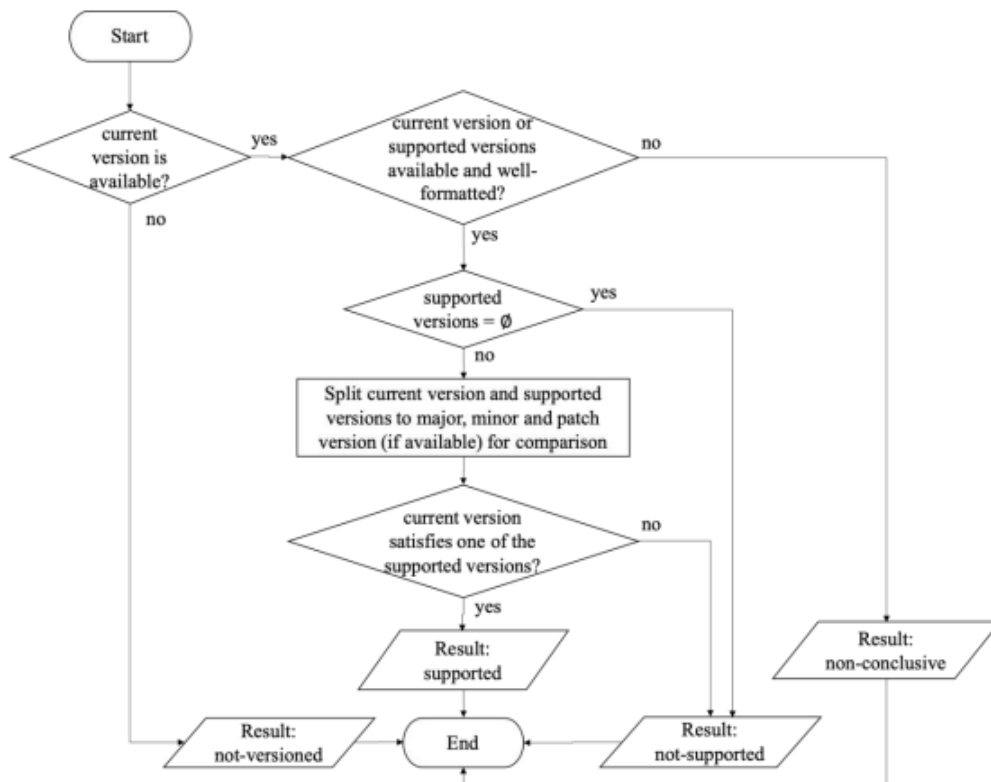 Start
current
version is
available?
yes
no
current version or
supported versions
available and well-
formatted?
no
yes
supported
versions = ∅
yes
no
Split current version and supported
versions to major, minor and patch
version (if available) for comparison
current version
satisfies one of the
supported versions?
no
yes
Result:
supported
Result:
non-conclusive
Result:
not-versioned
End
Result:
not-supported